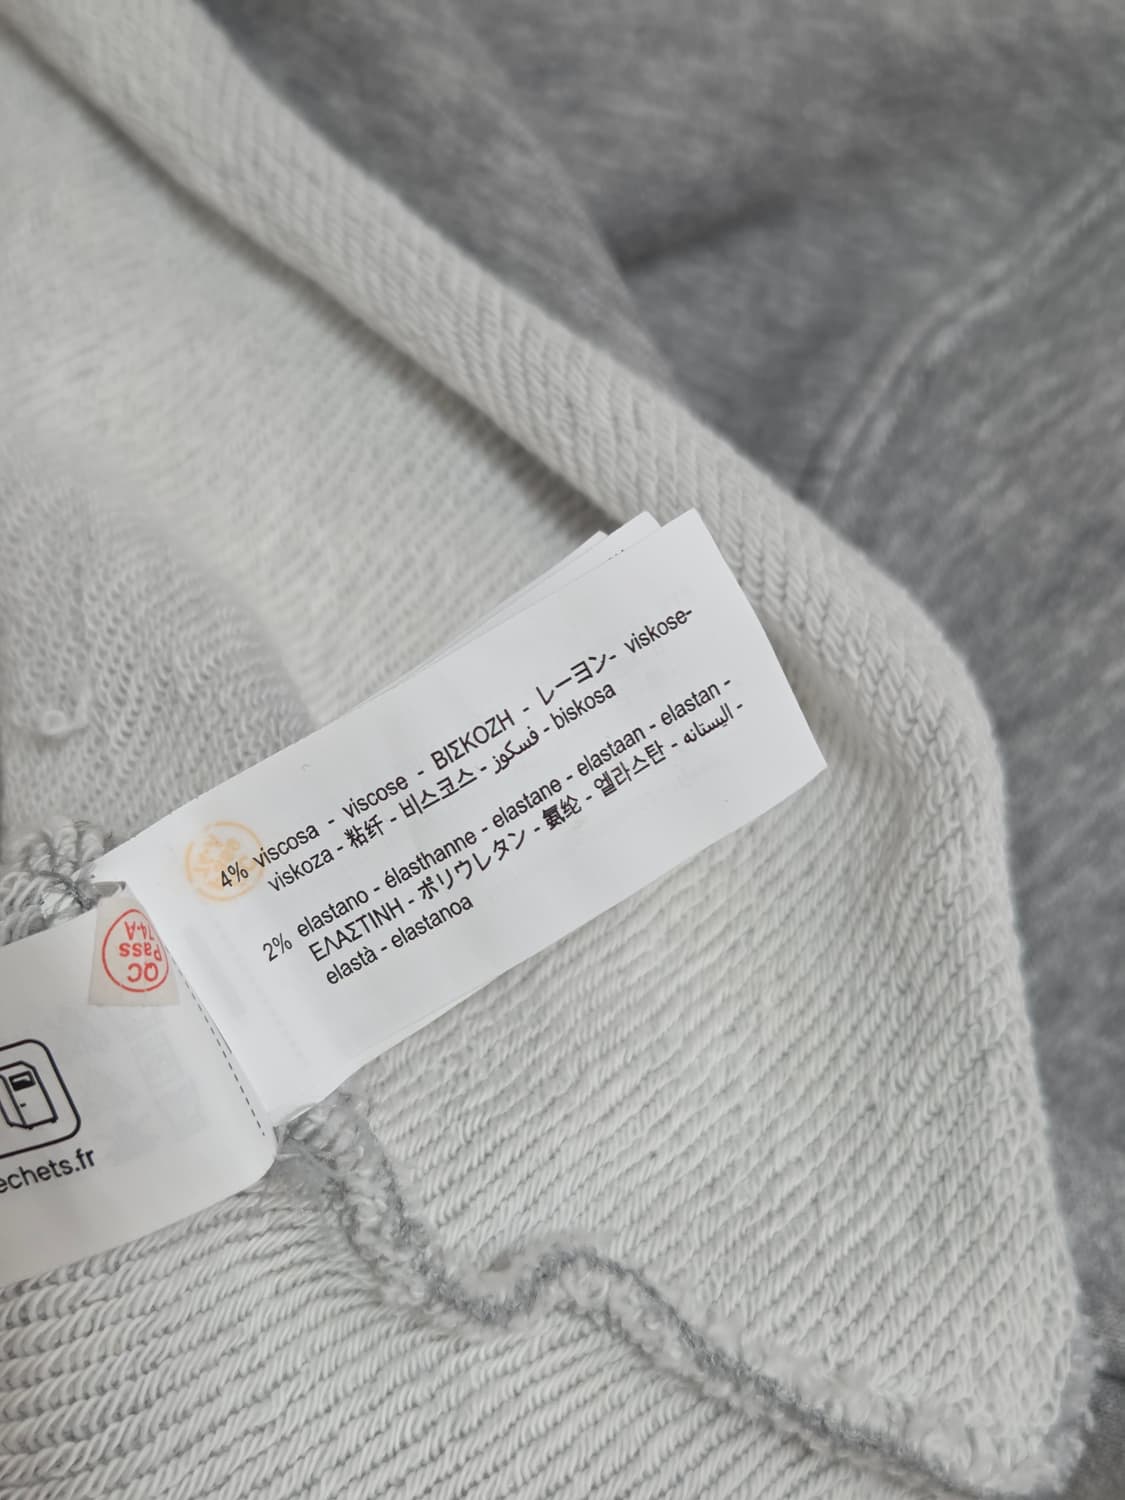 4% viscosa - viscose - ΒΙΣΚΟΖΗ - レーヨン- viskose-
viskoza - 粘纤 - 비스코스 - فسكوز - biskosa
2% elastano - élasthanne - elastane - elastaan - elastan -
ΕΛΑΣΤΙΝΗ - ポリウレタン - 氨纶 - 엘라스탄 - اليستانه -
elastà - elastanoa
QC
Pass
74-A
echets.fr